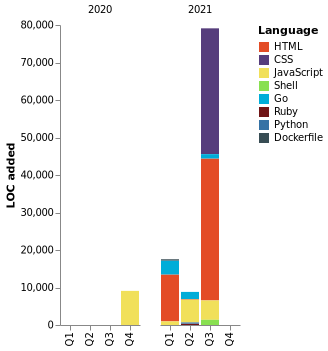 2020 2021
Language
HTML
CSS
JavaScript
Shell
Go
Ruby
Python
Dockerfile
LOC added
80,000
70,000
60,000
50,000
40,000
30,000
20,000
10,000
0
Q1 Q2 Q3 Q4 Q1 Q2 Q3 Q4